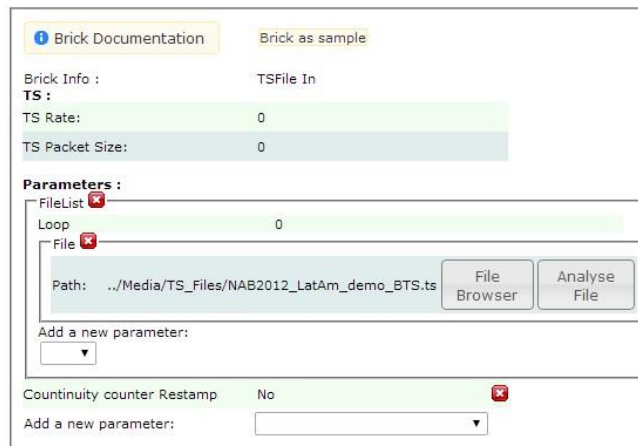 Brick Documentation Brick as sample
Brick Info : TSFile In
TS :
TS Rate: 0
TS Packet Size: 0
Parameters :
FileList
Loop 0
File
Path: ../Media/TS_Files/NAB2012_LatAm_demo_BTS.ts File Browser Analyse File
Add a new parameter:
Countinuity counter Restamp No
Add a new parameter: